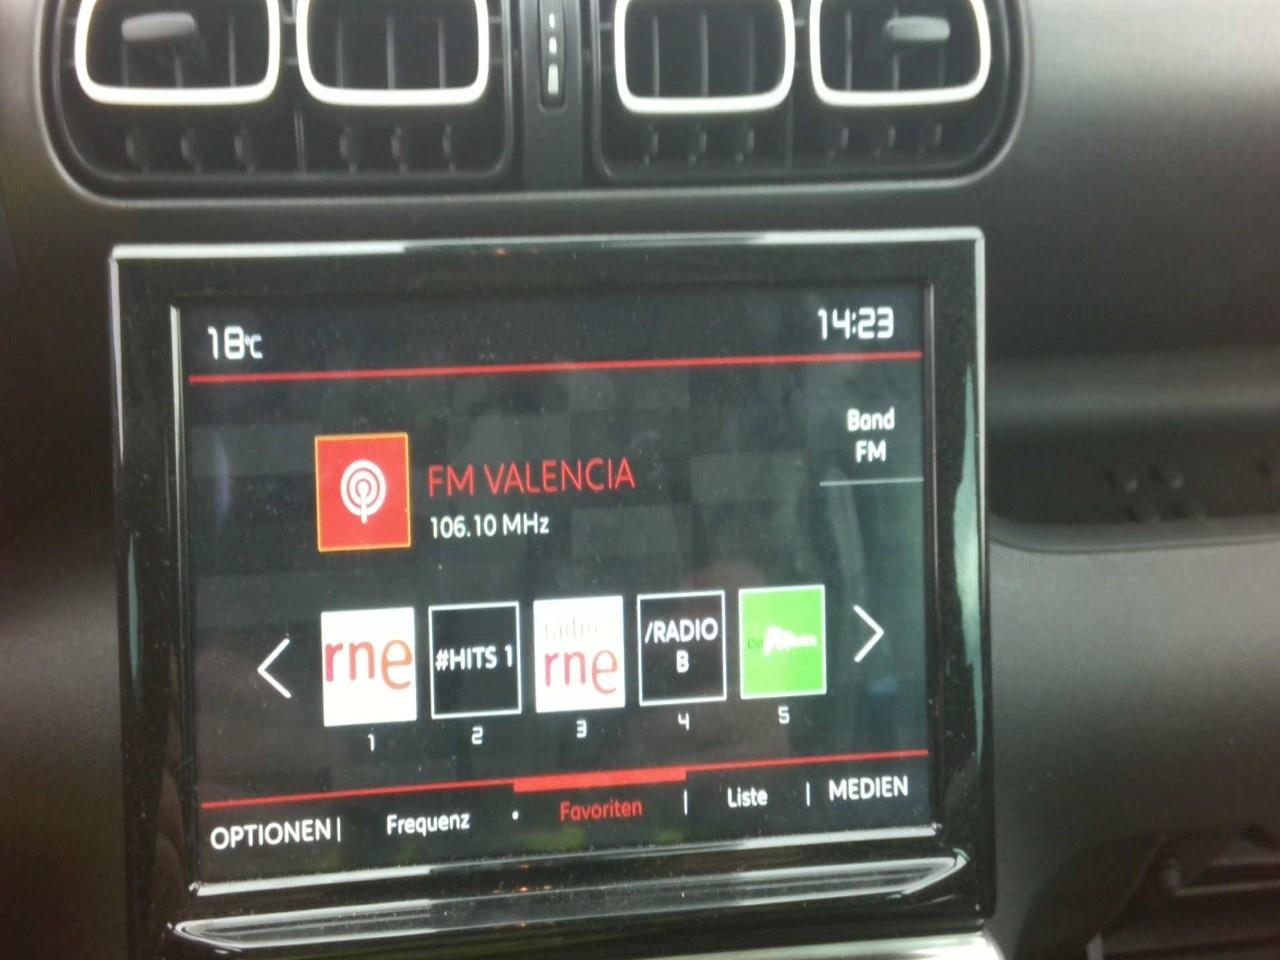 18°C
14:23
Band
FM
FM VALENCIA
106.10 MHz
rne
#HITS 1
radio
rne
/RADIO
B
1
2
3
4
5
OPTIONEN
Frequenz
Favoriten
Liste
MEDIEN